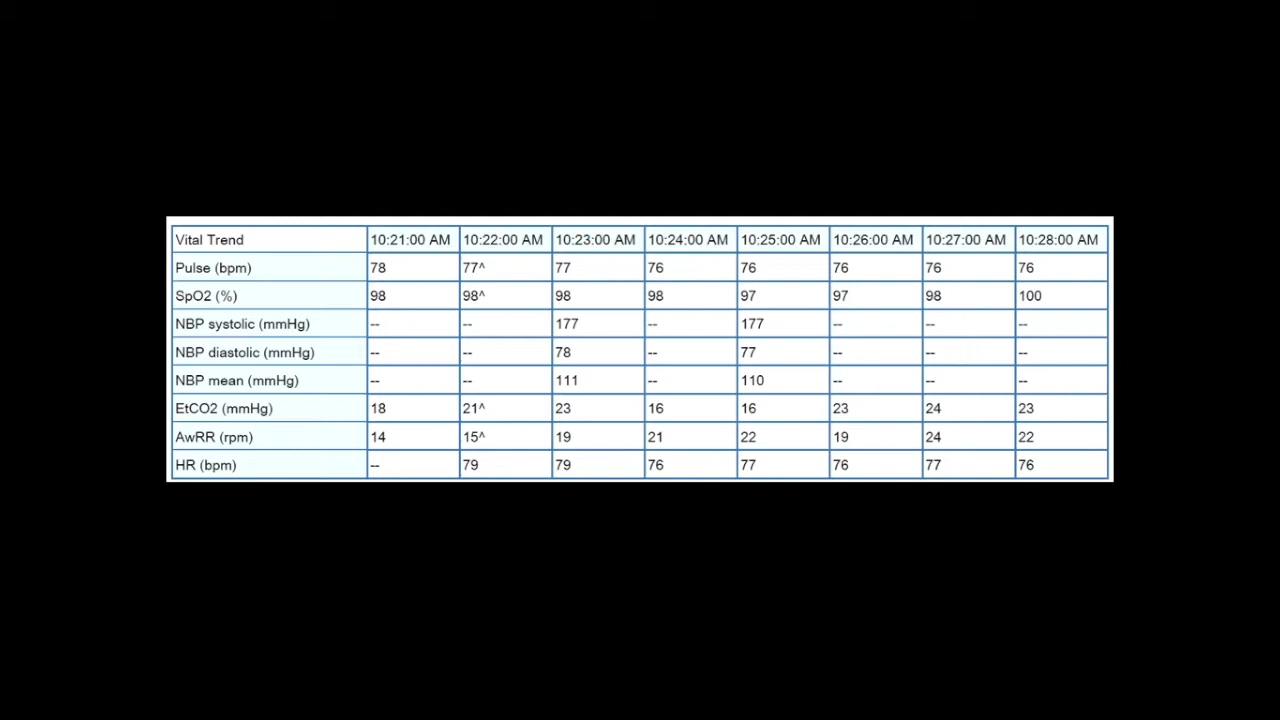 Vital Trend 10:21:00 AM 10:22:00 AM 10:23:00 AM 10:24:00 AM 10:25:00 AM 10:26:00 AM 10:27:00 AM 10:28:00 AM
Pulse (bpm) 78 77^ 77 76 76 76 76 76
SpO2 (%) 98 98^ 98 98 97 97 98 100
NBP systolic (mmHg) -- -- 177 -- 177 -- -- --
NBP diastolic (mmHg) -- -- 78 -- 77 -- -- --
NBP mean (mmHg) -- -- 111 -- 110 -- -- --
EtCO2 (mmHg) 18 21^ 23 16 16 23 24 23
AwRR (rpm) 14 15^ 19 21 22 19 24 22
HR (bpm) -- 79 79 76 77 76 77 76